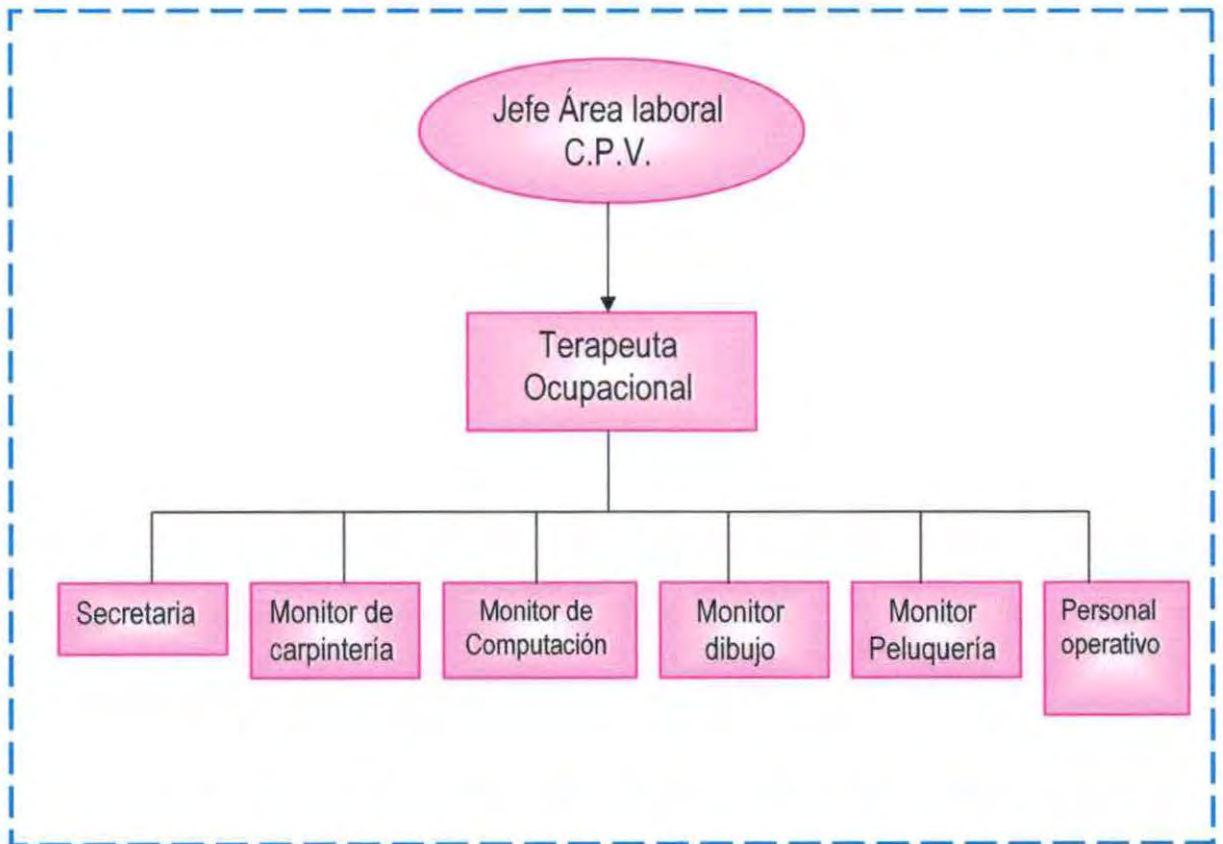 Jefe Área laboral
C.P.V.
Terapeuta
Ocupacional
Secretaria
Monitor de
carpintería
Monitor de
Computación
Monitor
dibujo
Monitor
Peluquería
Personal
operativo